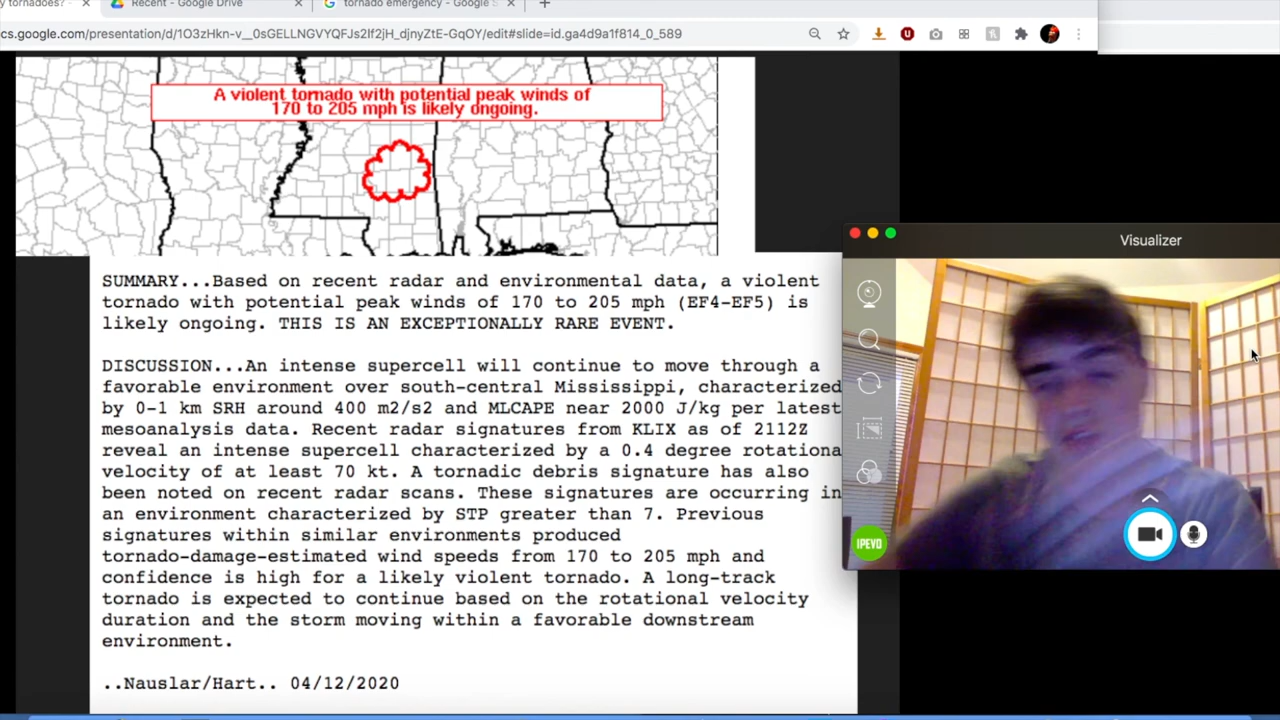 y tornadoes? -
Recent - Google Drive
tornado emergency - Google S
cs.google.com/presentation/d/1O3zHkn-v__0sGELLNGVYQFJs2If2jH_djnyZtE-GqOY/edit#slide=id.ga4d9a1f814_0_589
A violent tornado with potential peak winds of
170 to 205 mph is likely ongoing.
Visualizer
SUMMARY...Based on recent radar and environmental data, a violent
tornado with potential peak winds of 170 to 205 mph (EF4-EF5) is
likely ongoing. THIS IS AN EXCEPTIONALLY RARE EVENT.
DISCUSSION...An intense supercell will continue to move through a
favorable environment over south-central Mississippi, characterized
by 0-1 km SRH around 400 m2/s2 and MLCAPE near 2000 J/kg per latest
mesoanalysis data. Recent radar signatures from KLIX as of 2112Z
reveal an intense supercell characterized by a 0.4 degree rotationa
velocity of at least 70 kt. A tornadic debris signature has also
been noted on recent radar scans. These signatures are occurring in
an environment characterized by STP greater than 7. Previous
signatures within similar environments produced
tornado-damage-estimated wind speeds from 170 to 205 mph and
confidence is high for a likely violent tornado. A long-track
tornado is expected to continue based on the rotational velocity
duration and the storm moving within a favorable downstream
environment.
..Nauslar/Hart.. 04/12/2020
IPEVO